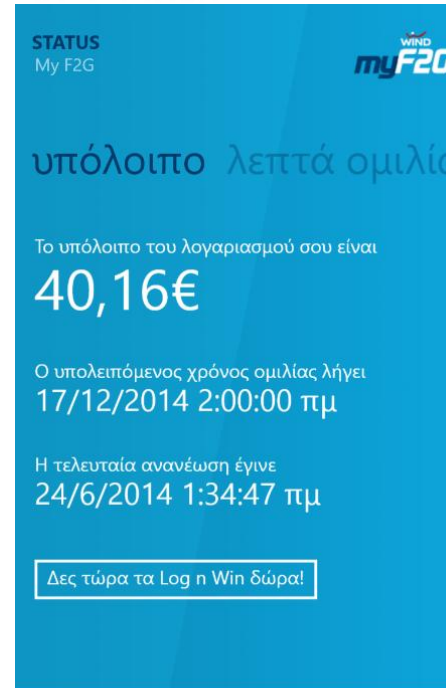 STATUS
My F2G
WIND
myF2G
υπόλοιπο λεπτά ομιλίας
Το υπόλοιπο του λογαριασμού σου είναι
40,16€
Ο υπολειπόμενος χρόνος ομιλίας λήγει
17/12/2014 2:00:00 πμ
Η τελευταία ανανέωση έγινε
24/6/2014 1:34:47 πμ
Δες τώρα τα Log n Win δώρα!